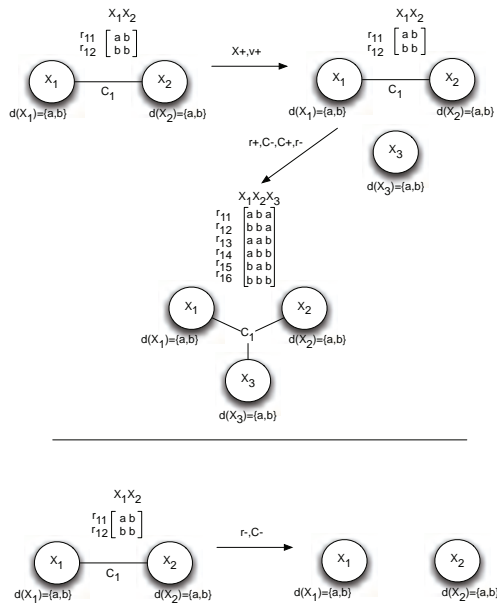 X1X2 X1X2
r11 a b r11 a b
r12 b b r12 b b
X+,v+
X1 X2 X1 X2
C1 C1
d(X1)={a,b} d(X2)={a,b} d(X1)={a,b} d(X2)={a,b}
r+,C-,C+,r-
X3
d(X3)={a,b}
X1X2X3
r11 a b a
r12 b b a
r13 a a b
r14 a b b
r15 b a b
r16 b b b
X1 X2
C1
d(X1)={a,b} d(X2)={a,b}
X3
d(X3)={a,b}
X1X2
r11 a b
r12 b b
r-,C-
X1 X2 X1 X2
C1
d(X1)={a,b} d(X2)={a,b} d(X1)={a,b} d(X2)={a,b}